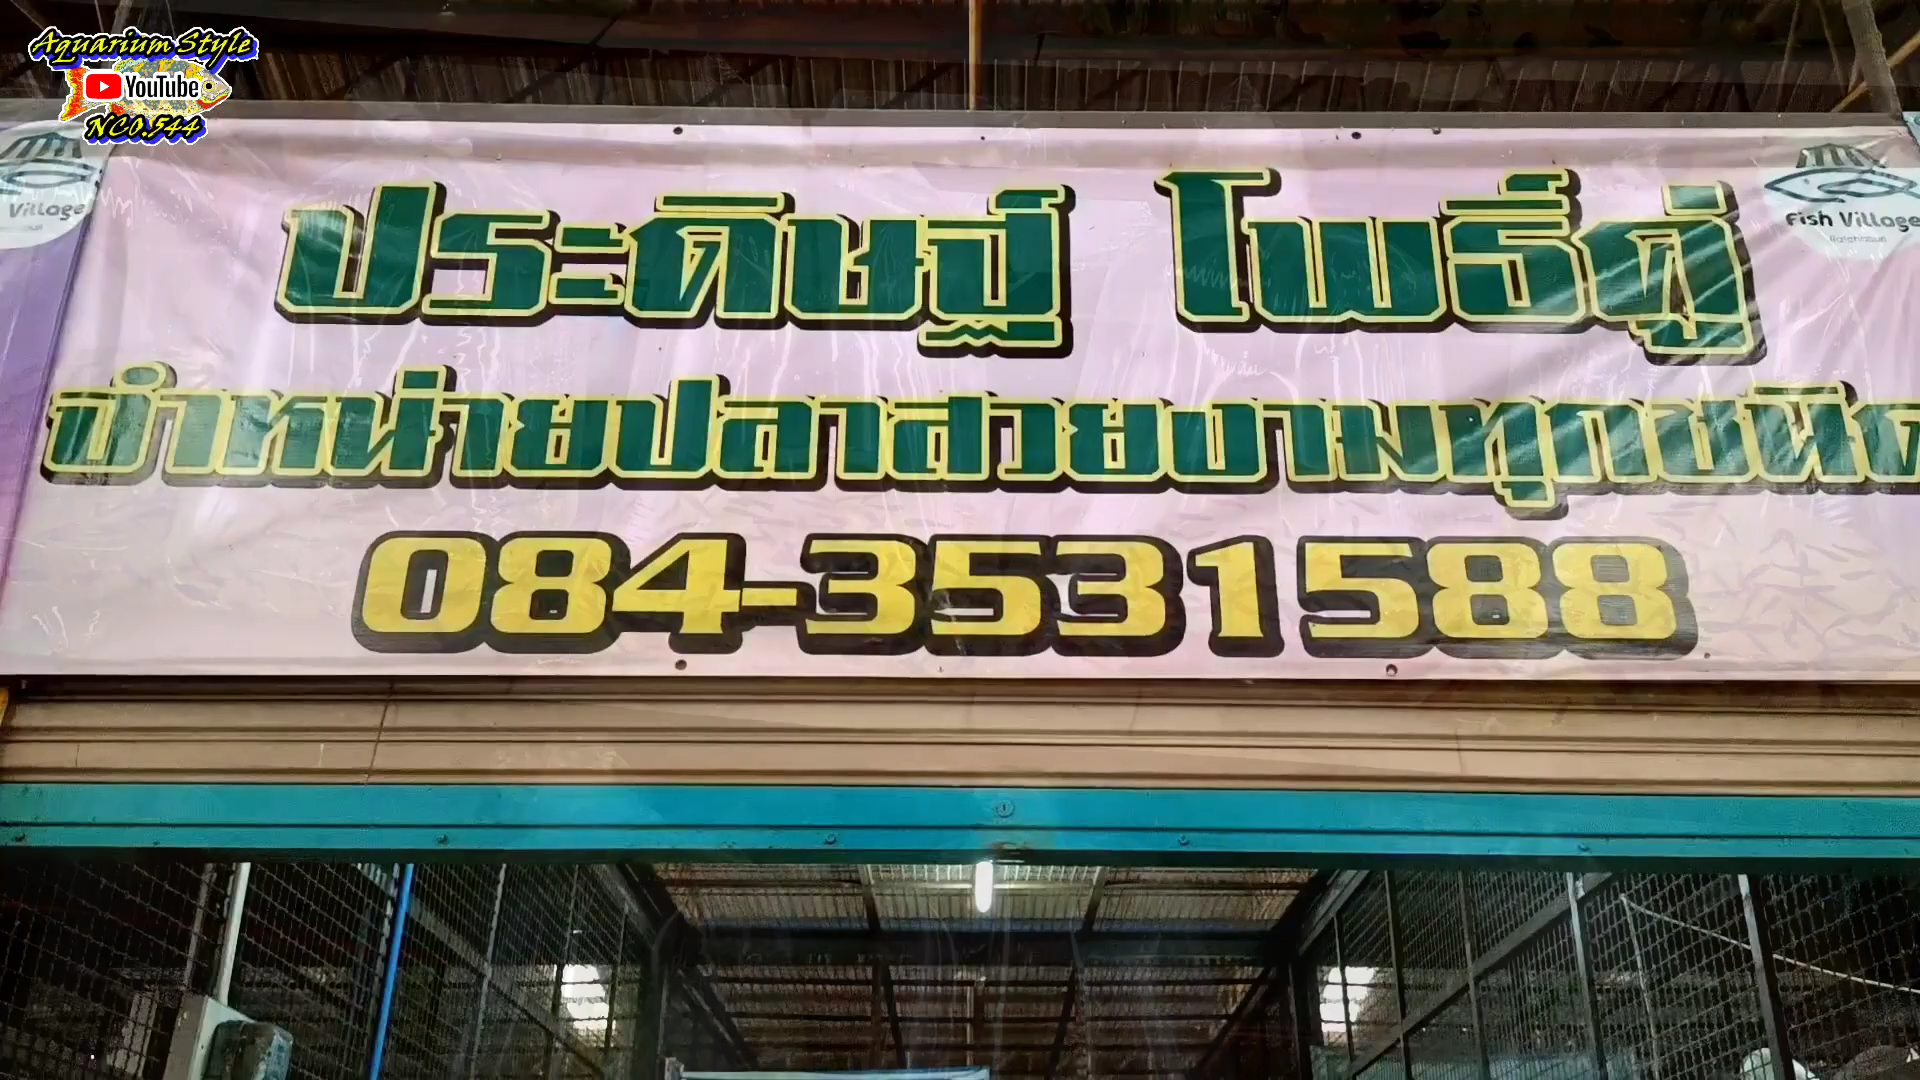 Aquarium Style
YouTube
NCO.544
Village
Fish Village
ประดิษฐ์ โพธิ์คู่
จำหน่ายปลาสวยงามทุกชนิด
084-3531588